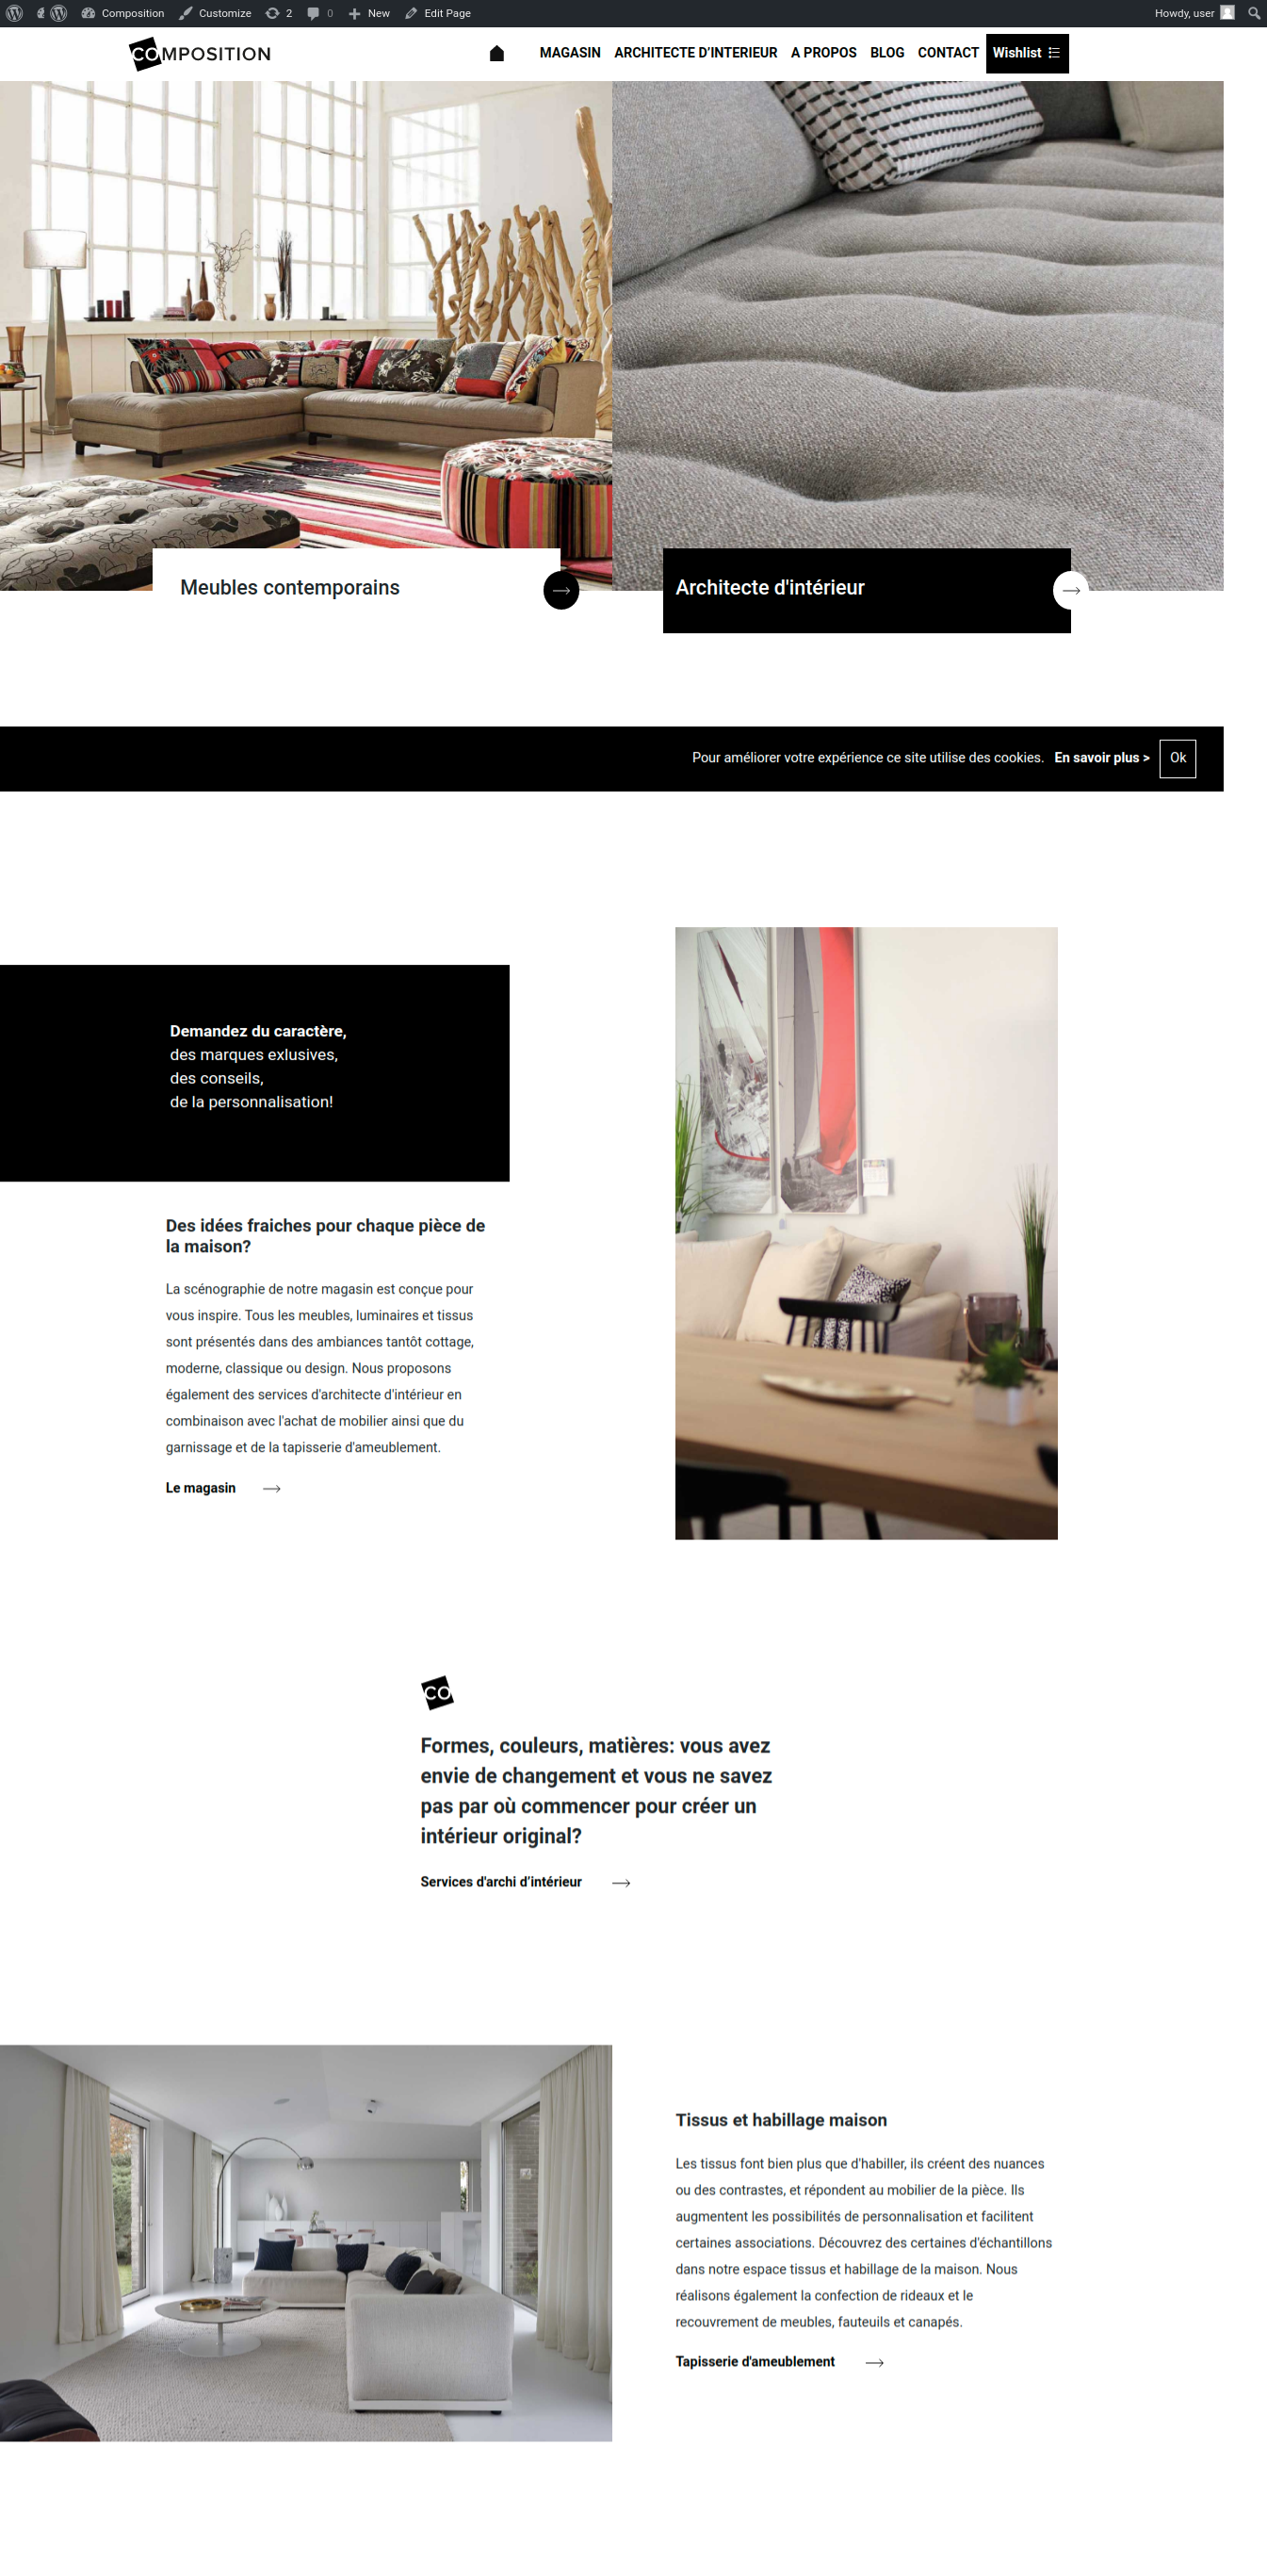 Composition Customize 2 0 New Edit Page Howdy, user
COMPOSITION MAGASIN ARCHITECTE D’INTERIEUR A PROPOS BLOG CONTACT Wishlist
Meubles contemporains
Architecte d'intérieur
Pour améliorer votre expérience ce site utilise des cookies. En savoir plus > Ok
Demandez du caractère,
des marques exlusives,
des conseils,
de la personnalisation!
Des idées fraiches pour chaque pièce de
la maison?
La scénographie de notre magasin est conçue pour
vous inspire. Tous les meubles, luminaires et tissus
sont présentés dans des ambiances tantôt cottage,
moderne, classique ou design. Nous proposons
également des services d'architecte d'intérieur en
combinaison avec l'achat de mobilier ainsi que du
garnissage et de la tapisserie d'ameublement.
Le magasin
CO
Formes, couleurs, matières: vous avez
envie de changement et vous ne savez
pas par où commencer pour créer un
intérieur original?
Services d'archi d’intérieur
Tissus et habillage maison
Les tissus font bien plus que d'habiller, ils créent des nuances
ou des contrastes, et répondent au mobilier de la pièce. Ils
augmentent les possibilités de personnalisation et facilitent
certaines associations. Découvrez des certaines d'échantillons
dans notre espace tissus et habillage de la maison. Nous
réalisons également la confection de rideaux et le
recouvrement de meubles, fauteuils et canapés.
Tapisserie d'ameublement